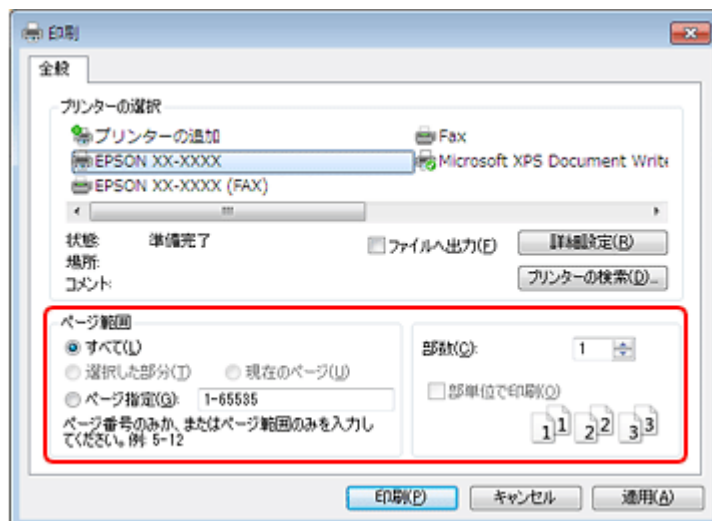 印刷
全般
プリンターの選択
プリンターの追加 Fax
EPSON XX-XXXX Microsoft XPS Document Write
EPSON XX-XXXX (FAX)
状態: 準備完了 ファイルへ出力(F) 詳細設定(R)
場所: プリンターの検索(D)...
コメント:
ページ範囲
すべて(L) 部数(C): 1
選択した部分(T) 現在のページ(U)
部単位で印刷(O)
ページ指定(G): 1-65535
ページ番号のみか、またはページ範囲のみを入力し
てください。例: 5-12
1 1 2 2 3 3
印刷(P) キャンセル 適用(A)